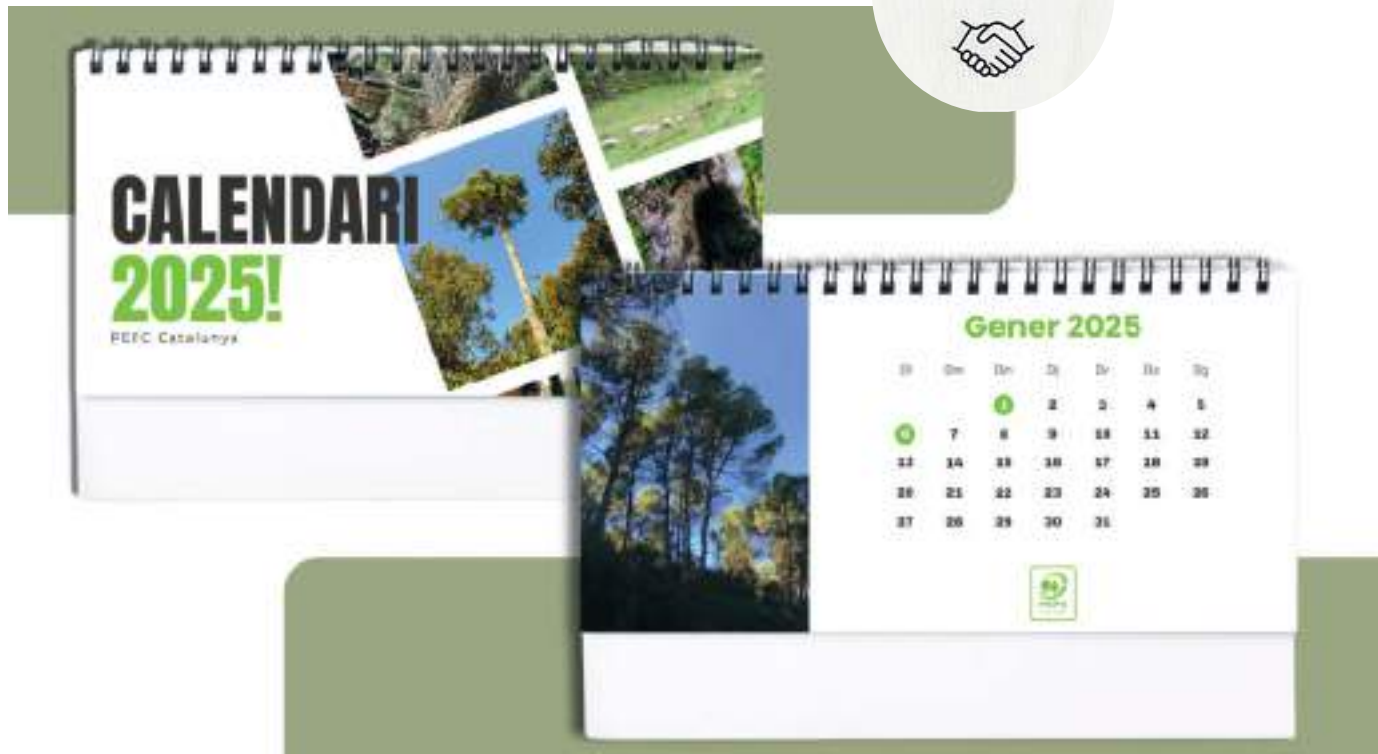 CALENDARI
2025!
PEFC Catalunya
Gener 2025
Dl Dm Dm Dj Dv Ds Dg
1 2 3 4 5
6 7 8 9 10 11 12
13 14 15 16 17 18 19
20 21 22 23 24 25 26
27 28 29 30 31
PEFC